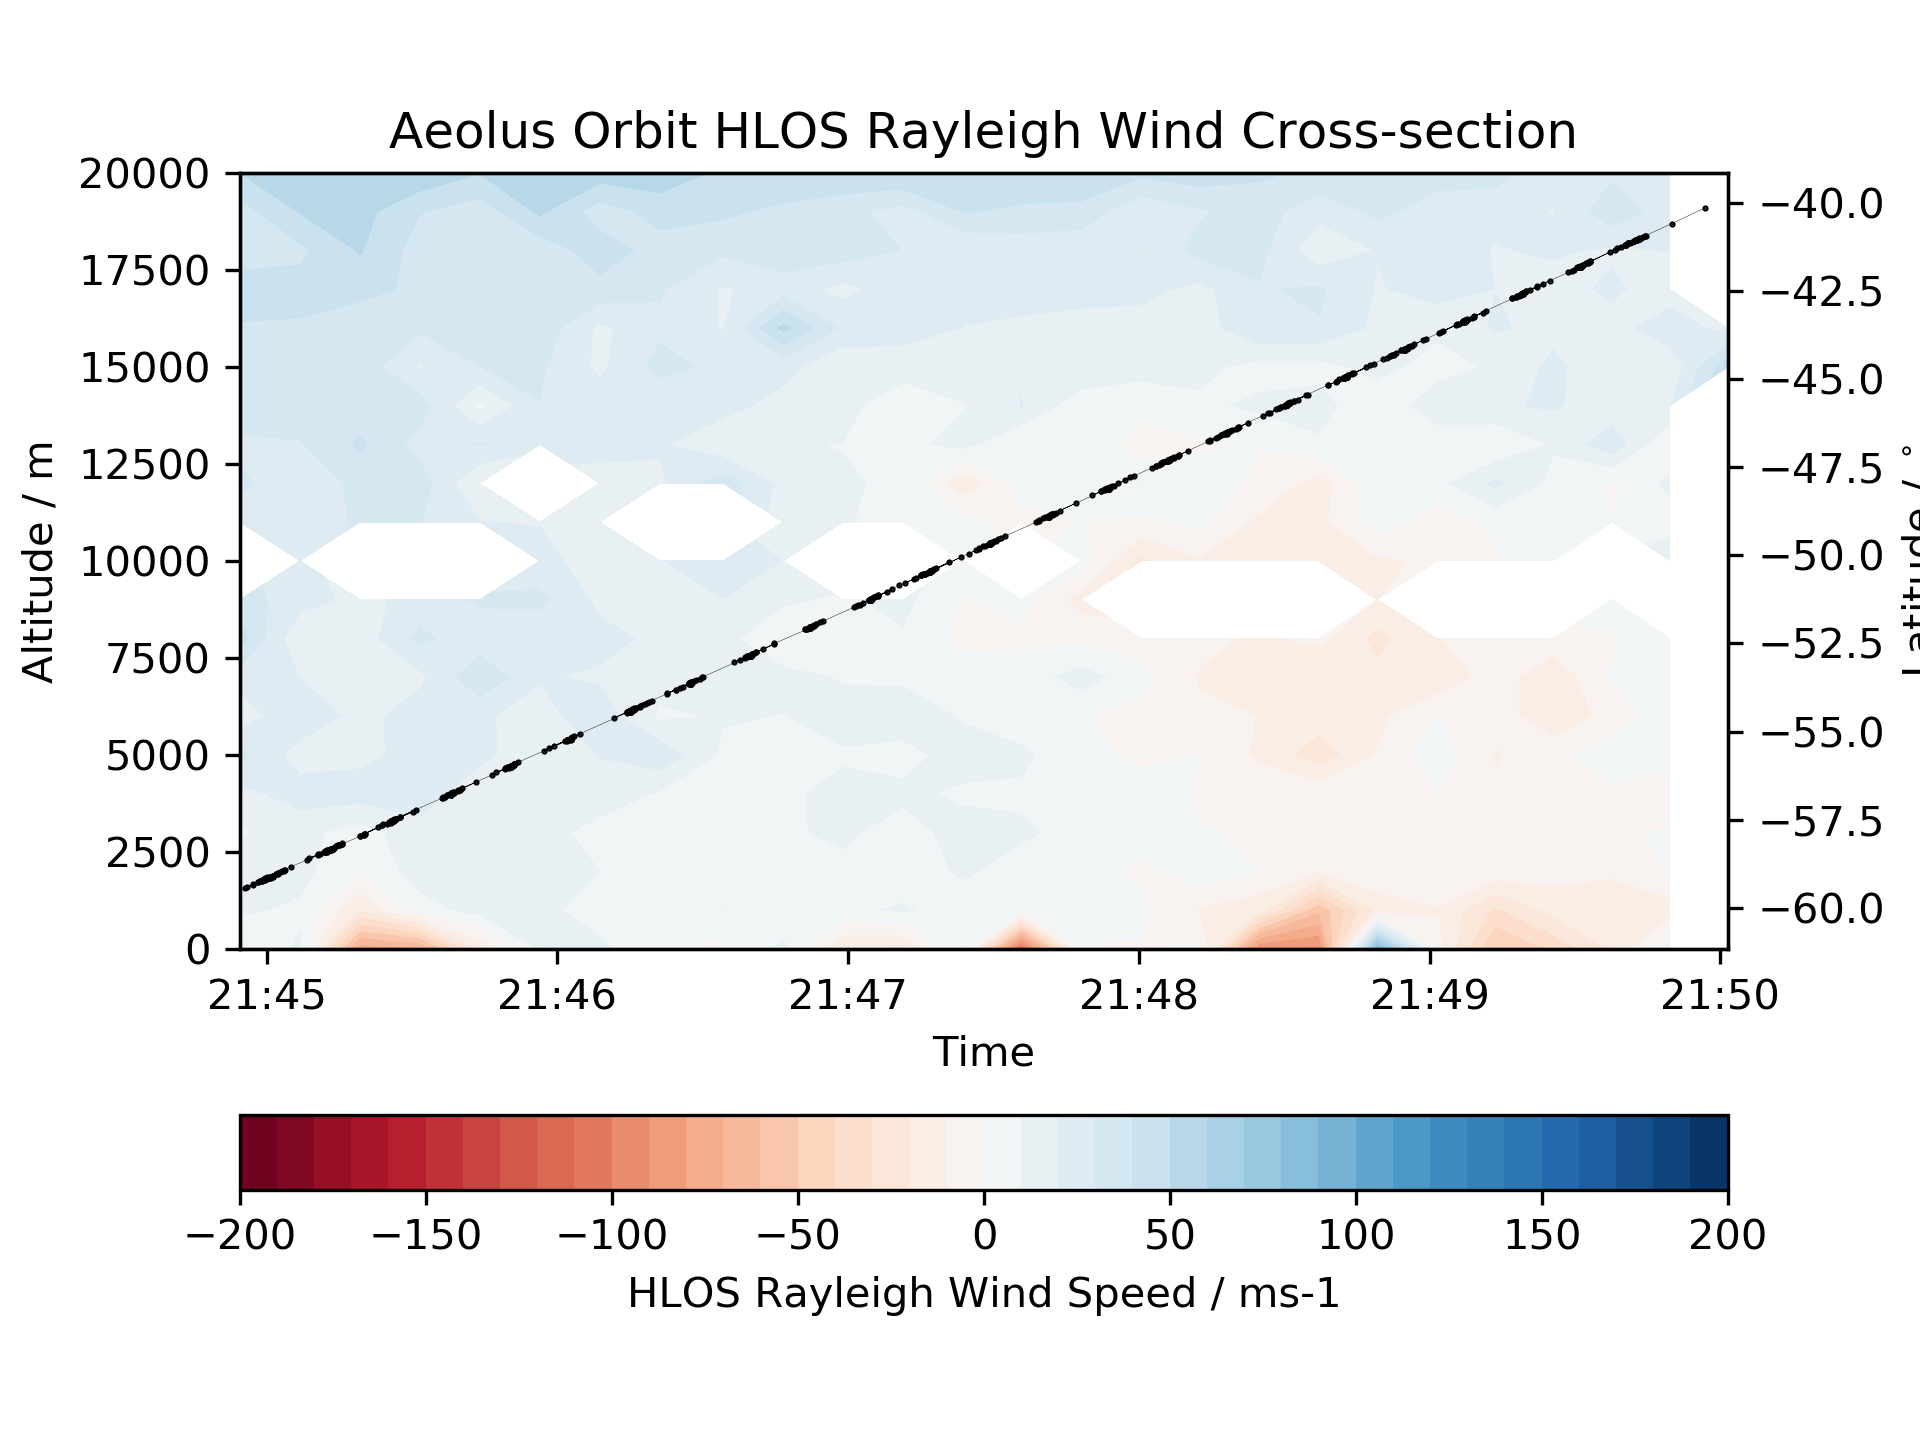 Aeolus Orbit HLOS Rayleigh Wind Cross-section
20000
17500
15000
12500
10000
7500
5000
2500
0
Altitude / m
−40.0
−42.5
−45.0
−47.5
−50.0
−52.5
−55.0
−57.5
−60.0
Latitude / °
21:45 21:46 21:47 21:48 21:49 21:50
Time
−200 −150 −100 −50 0 50 100 150 200
HLOS Rayleigh Wind Speed / ms-1